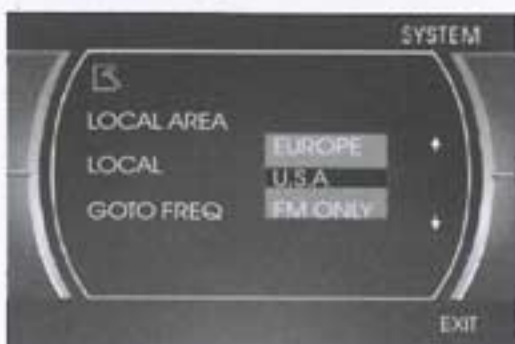 SYSTEM
LOCAL AREA
EUROPE
LOCAL
U.S.A
GOTO FREQ
FM ONLY
EXIT